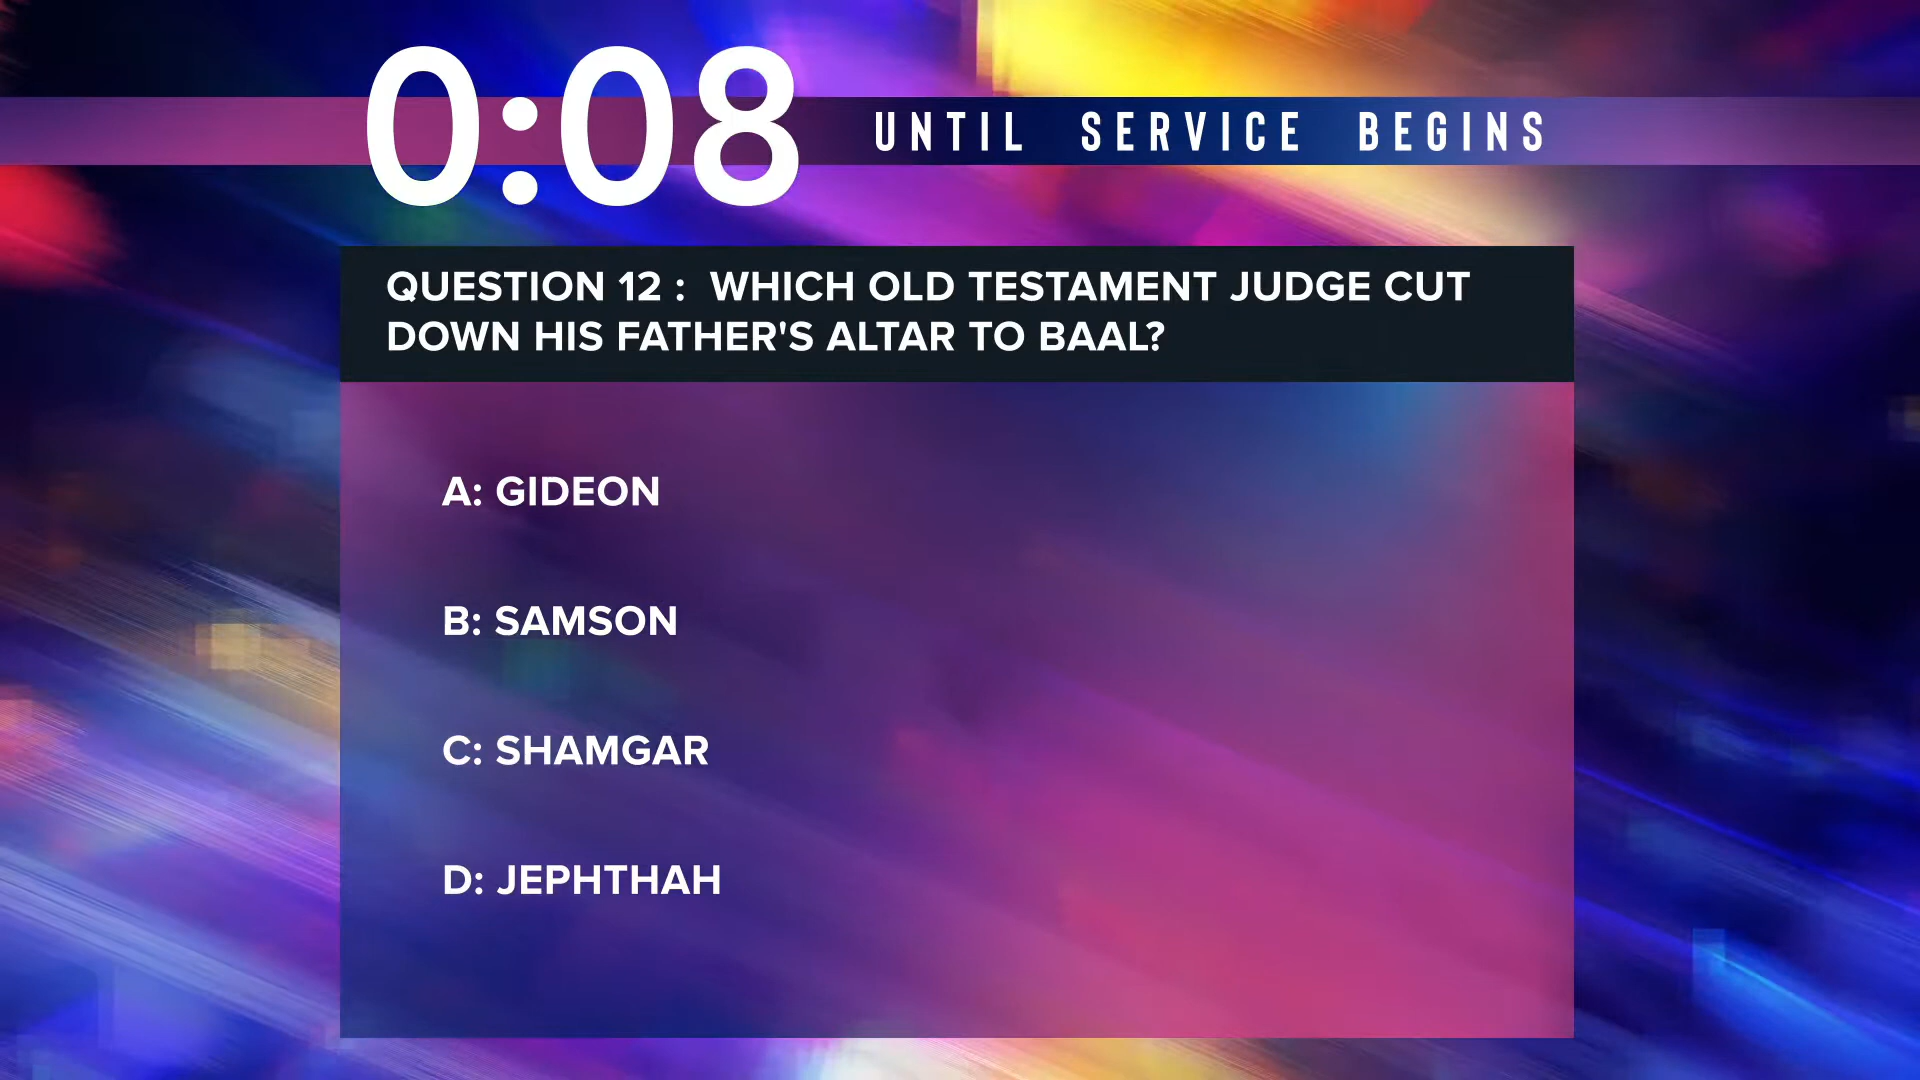 0:08 UNTIL SERVICE BEGINS
QUESTION 12 : WHICH OLD TESTAMENT JUDGE CUT
DOWN HIS FATHER'S ALTAR TO BAAL?
A: GIDEON
B: SAMSON
C: SHAMGAR
D: JEPHTHAH